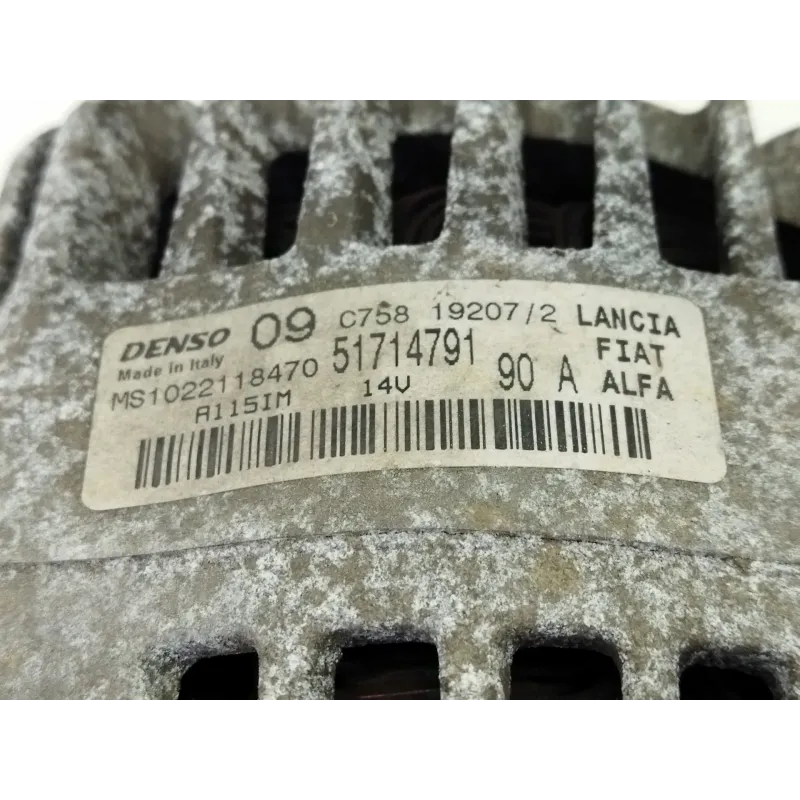 DENSO 09 C758 19207/2 LANCIA
Made in Italy 51714791 FIAT
MS1022118470 14V 90 A ALFA
A115IM